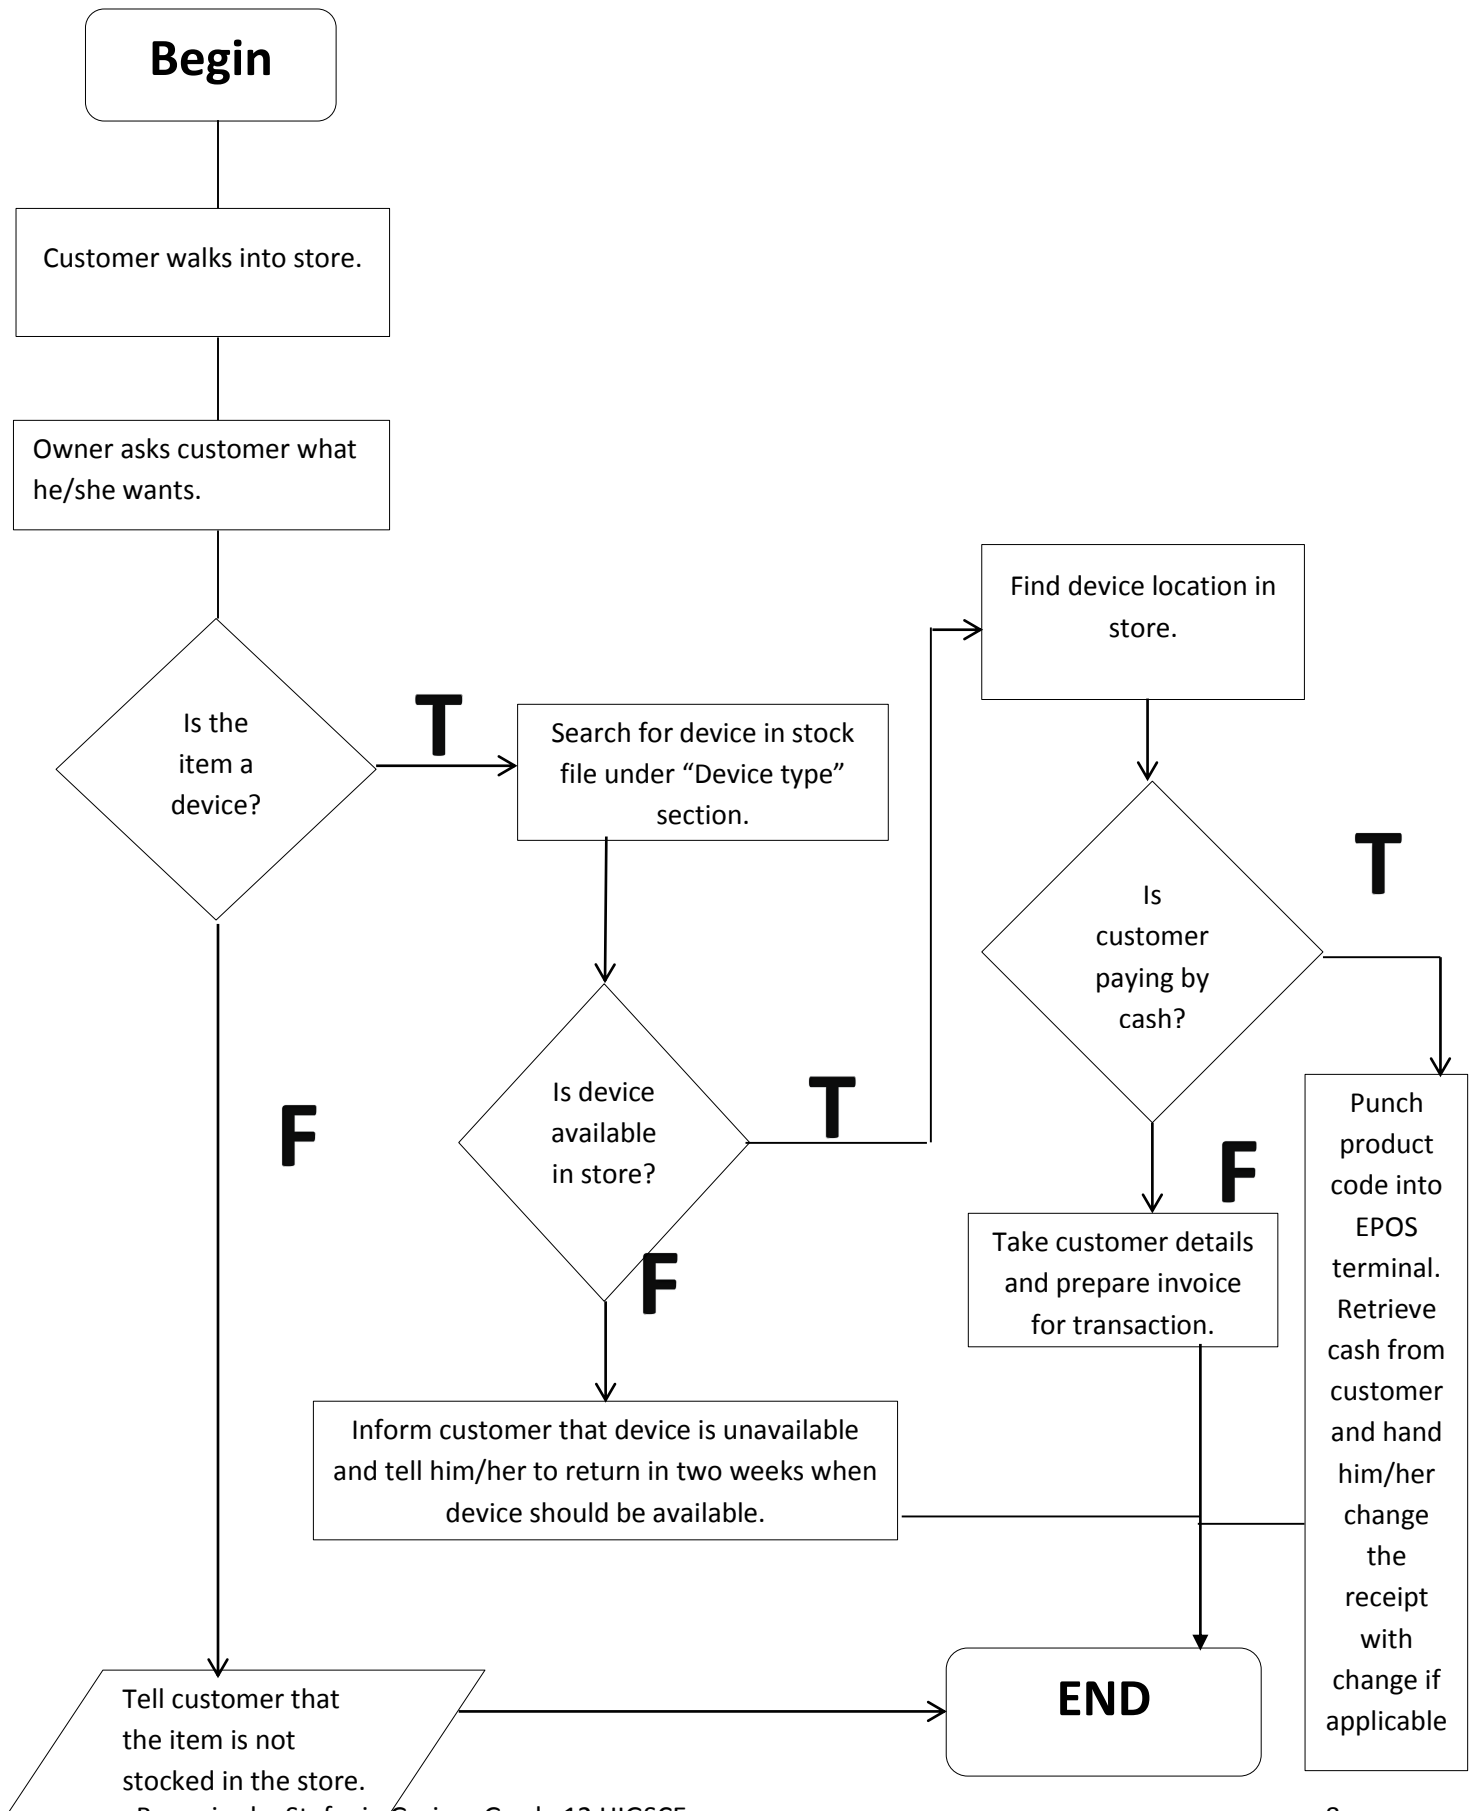 Begin
Customer walks into store.
Owner asks customer what
he/she wants.
Is the
item a
device?
T
Search for device in stock
file under “Device type”
section.
Find device location in
store.
Is
customer
paying by
cash?
T
F
Is device
available
in store?
T
F
F
Punch
product
code into
EPOS
terminal.
Retrieve
cash from
customer
and hand
him/her
change
the
receipt
with
change if
applicable
Take customer details
and prepare invoice
for transaction.
Inform customer that device is unavailable
and tell him/her to return in two weeks when
device should be available.
Tell customer that
the item is not
stocked in the store.
END